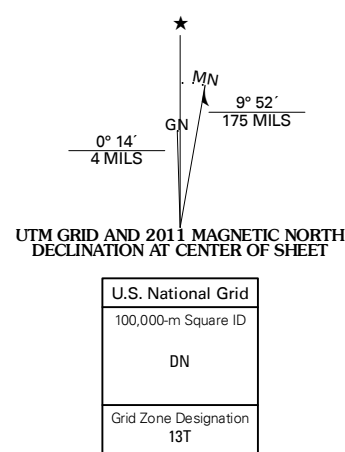 ★
MN
GN
9° 52´
175 MILS
0° 14´
4 MILS
UTM GRID AND 2011 MAGNETIC NORTH
DECLINATION AT CENTER OF SHEET
U.S. National Grid
100,000-m Square ID
DN
Grid Zone Designation
13T